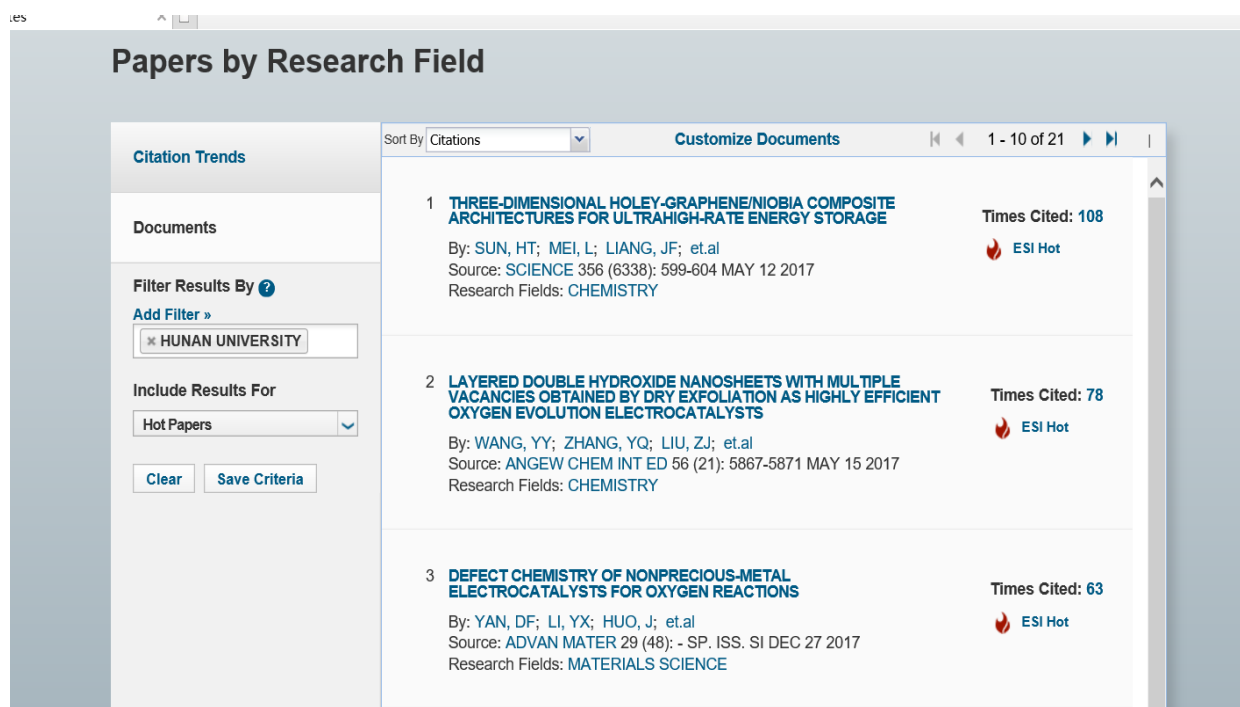 Papers by Research Field
Citation Trends
Documents
Filter Results By ?
Add Filter »
× HUNAN UNIVERSITY
Include Results For
Hot Papers
Clear Save Criteria
Sort By Citations Customize Documents 1 - 10 of 21
1 THREE-DIMENSIONAL HOLEY-GRAPHENE/NIOBIA COMPOSITE
ARCHITECTURES FOR ULTRAHIGH-RATE ENERGY STORAGE
By: SUN, HT; MEI, L; LIANG, JF; et.al
Source: SCIENCE 356 (6338): 599-604 MAY 12 2017
Research Fields: CHEMISTRY
Times Cited: 108
ESI Hot
2 LAYERED DOUBLE HYDROXIDE NANOSHEETS WITH MULTIPLE
VACANCIES OBTAINED BY DRY EXFOLIATION AS HIGHLY EFFICIENT
OXYGEN EVOLUTION ELECTROCATALYSTS
By: WANG, YY; ZHANG, YQ; LIU, ZJ; et.al
Source: ANGEW CHEM INT ED 56 (21): 5867-5871 MAY 15 2017
Research Fields: CHEMISTRY
Times Cited: 78
ESI Hot
3 DEFECT CHEMISTRY OF NONPRECIOUS-METAL
ELECTROCATALYSTS FOR OXYGEN REACTIONS
By: YAN, DF; LI, YX; HUO, J; et.al
Source: ADVAN MATER 29 (48): - SP. ISS. SI DEC 27 2017
Research Fields: MATERIALS SCIENCE
Times Cited: 63
ESI Hot